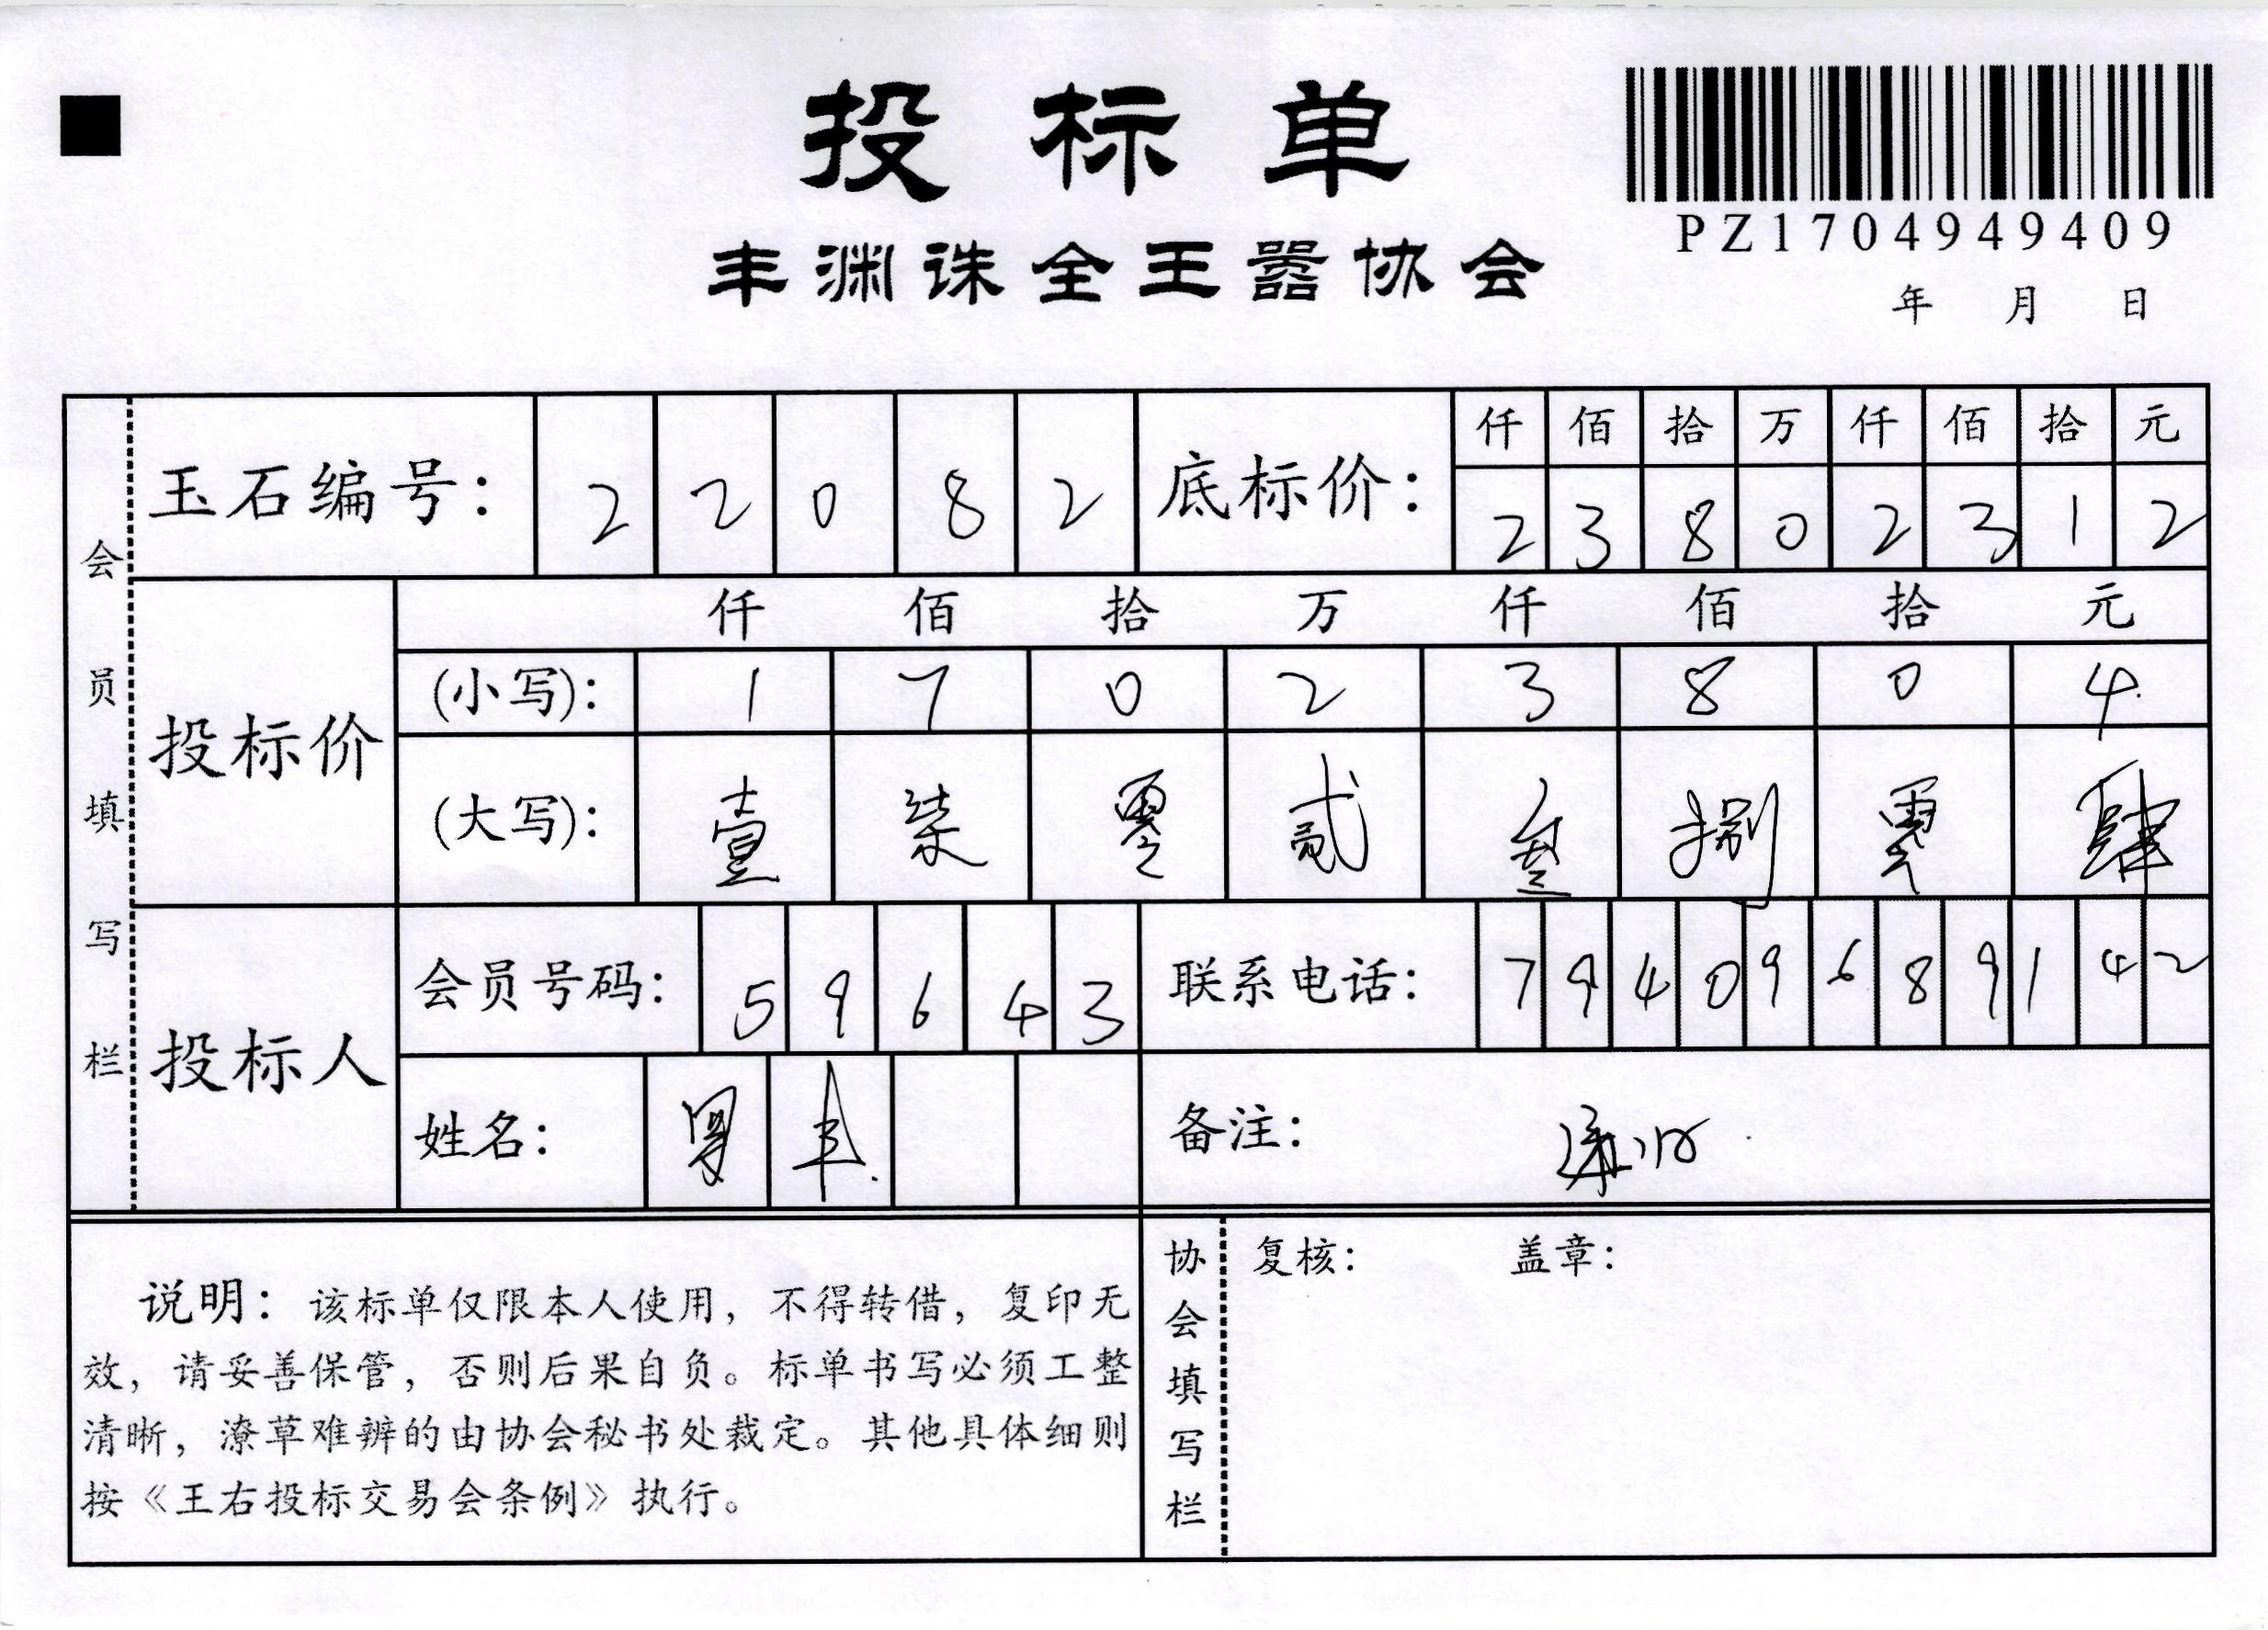 投标单
PZ1704949409
丰渊诛全王嚣协会
年 月 日
会员填写栏
玉石编号: 2 2 0 8 2
底标价: 仟 佰 拾 万 仟 佰 拾 元
2 3 8 0 2 3 1 2
投标价
仟 佰 拾 万 仟 佰 拾 元
(小写): 1 7 0 2 3 8 0 4
(大写): 壹 柒 零 贰 叁 捌 零 肆
投标人
会员号码: 5 9 6 4 3
联系电话: 7 9 4 0 9 6 8 9 1 4 2
姓名:
备注:
说明: 该标单仅限本人使用, 不得转借, 复印无
效, 请妥善保管, 否则后果自负。标单书写必须工整
清晰, 潦草难辨的由协会秘书处裁定。其他具体细则
按《王右投标交易会条例》执行。
协会填写栏
复核: 盖章: